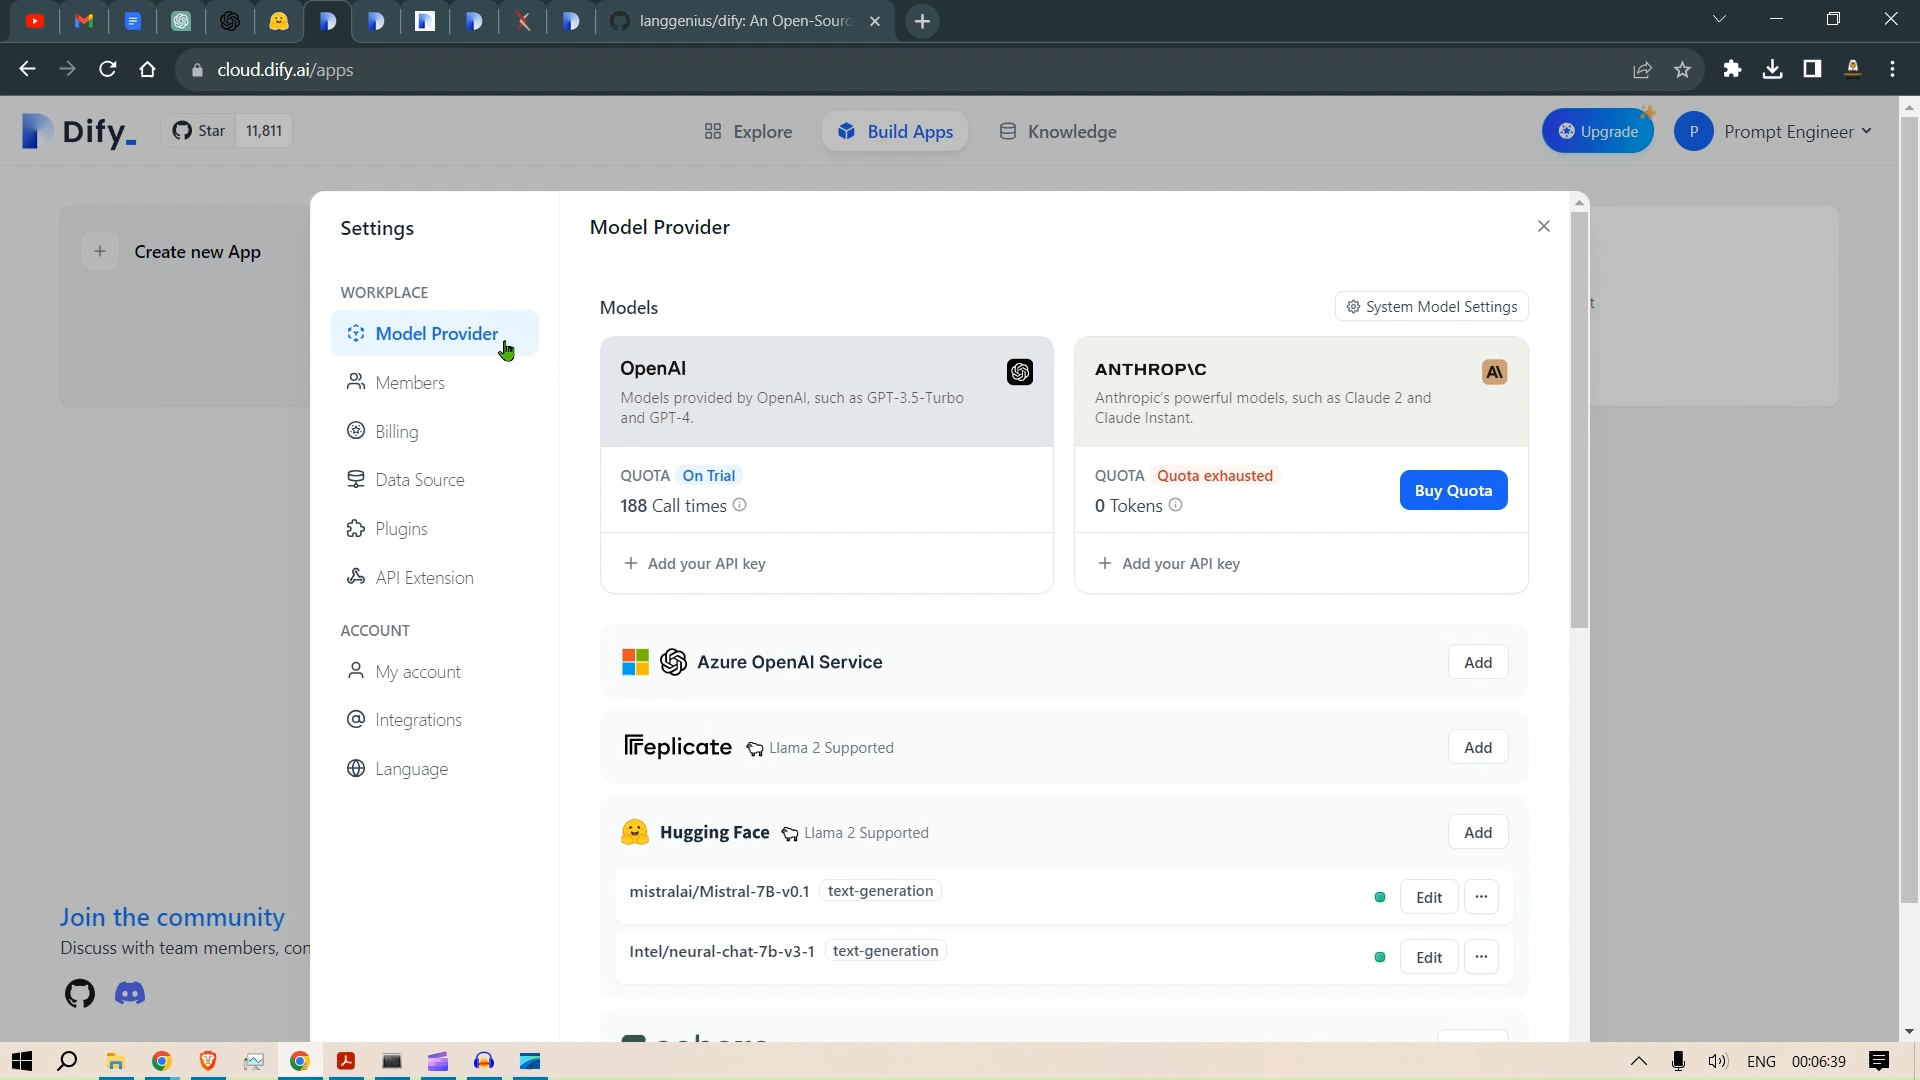 langgenius/dify: An Open-Sourc
cloud.dify.ai/apps
Dify_
Star 11,811
Explore
Build Apps
Knowledge
Upgrade
P Prompt Engineer
Create new App
Settings
WORKPLACE
Model Provider
Members
Billing
Data Source
Plugins
API Extension
ACCOUNT
My account
Integrations
Language
Model Provider
Models
System Model Settings
OpenAI
Models provided by OpenAI, such as GPT-3.5-Turbo
and GPT-4.
QUOTA On Trial
188 Call times
+ Add your API key
ANTHROP\C
Anthropic's powerful models, such as Claude 2 and
Claude Instant.
QUOTA Quota exhausted
0 Tokens
Buy Quota
+ Add your API key
Azure OpenAI Service
Add
Replicate Llama 2 Supported
Add
Hugging Face Llama 2 Supported
Add
mistralai/Mistral-7B-v0.1 text-generation
Edit
Intel/neural-chat-7b-v3-1 text-generation
Edit
Join the community
Discuss with team members, con
ENG 00:06:39